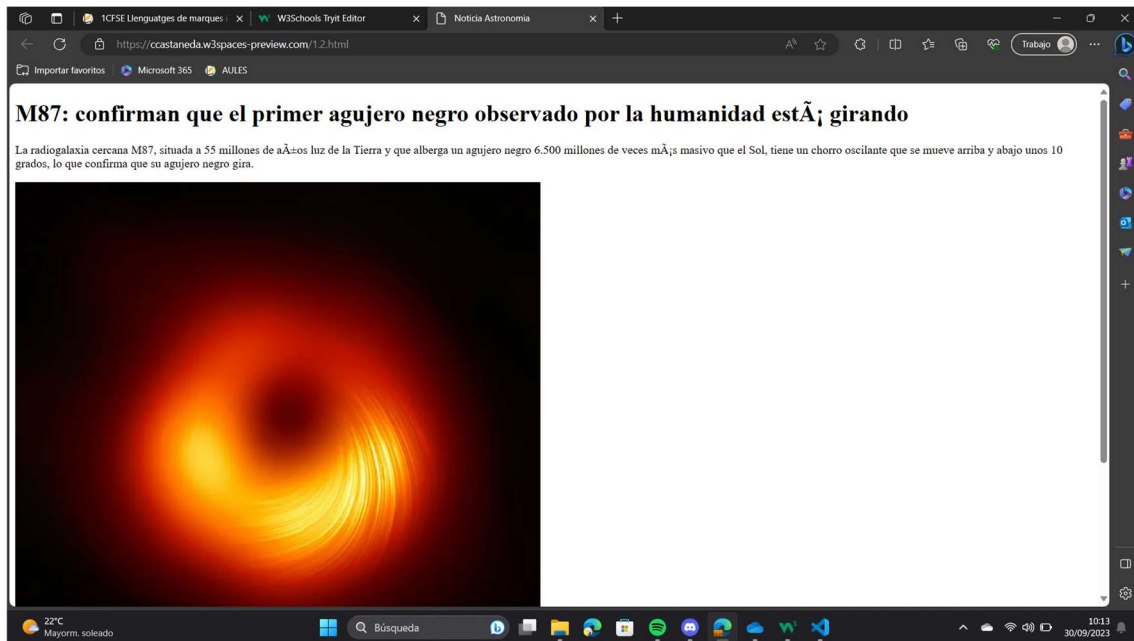 1CFSE Llenguatges de marques i
W3Schools Tryit Editor
Noticia Astronomia
https://ccastaneda.w3spaces-preview.com/1.2.html
Trabajo
Importar favoritos
Microsoft 365
AULES
M87: confirman que el primer agujero negro observado por la humanidad estÃ¡ girando
La radiogalaxia cercana M87, situada a 55 millones de aÃ±os luz de la Tierra y que alberga un agujero negro 6.500 millones de veces mÃ¡s masivo que el Sol, tiene un chorro oscilante que se mueve arriba y abajo unos 10
grados, lo que confirma que su agujero negro gira.
22°C
Mayorm. soleado
Búsqueda
10:13
30/09/2023